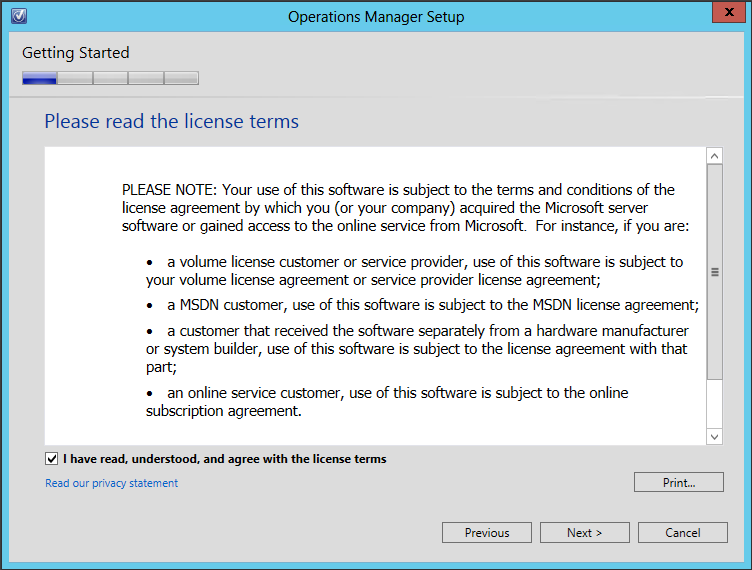 Operations Manager Setup
x
Getting Started
Please read the license terms
PLEASE NOTE: Your use of this software is subject to the terms and conditions of the
license agreement by which you (or your company) acquired the Microsoft server
software or gained access to the online service from Microsoft.  For instance, if you are:
• a volume license customer or service provider, use of this software is subject to
your volume license agreement or service provider license agreement;
• a MSDN customer, use of this software is subject to the MSDN license agreement;
• a customer that received the software separately from a hardware manufacturer
or system builder, use of this software is subject to the license agreement with that
part;
• an online service customer, use of this software is subject to the online
subscription agreement.
I have read, understood, and agree with the license terms
Read our privacy statement
Print...
Previous
Next >
Cancel